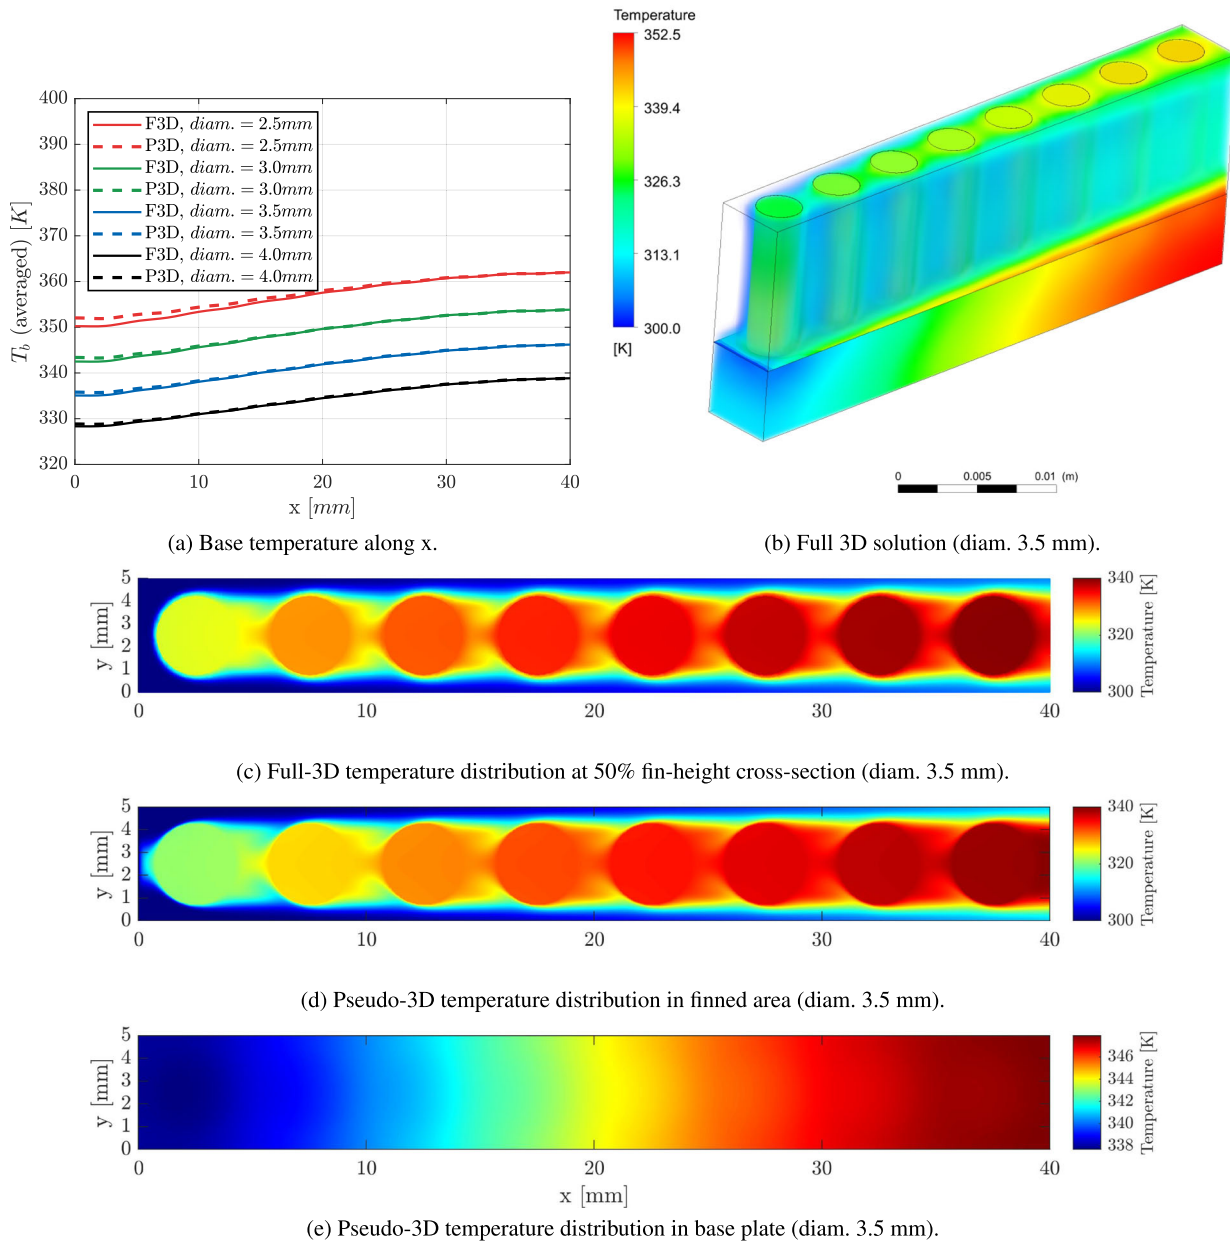 400
390
380
370
360
350
340
330
320
T_b (averaged) [K]
F3D, diam. = 2.5mm
P3D, diam. = 2.5mm
F3D, diam. = 3.0mm
P3D, diam. = 3.0mm
F3D, diam. = 3.5mm
P3D, diam. = 3.5mm
F3D, diam. = 4.0mm
P3D, diam. = 4.0mm
0 10 20 30 40
x [mm]
(a) Base temperature along x.
Temperature
352.5
339.4
326.3
313.1
300.0
[K]
0 0.005 0.01 (m)
(b) Full 3D solution (diam. 3.5 mm).
5
4
3
2
1
0
y [mm]
0 10 20 30 40
340
320
300
Temperature [K]
(c) Full-3D temperature distribution at 50% fin-height cross-section (diam. 3.5 mm).
5
4
3
2
1
0
y [mm]
0 10 20 30 40
340
320
300
Temperature [K]
(d) Pseudo-3D temperature distribution in finned area (diam. 3.5 mm).
5
4
3
2
1
0
y [mm]
0 10 20 30 40
x [mm]
346
344
342
340
338
Temperature [K]
(e) Pseudo-3D temperature distribution in base plate (diam. 3.5 mm).